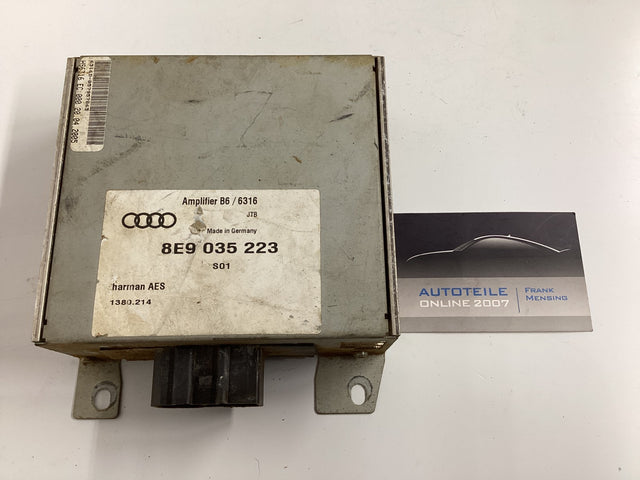 Amplifier B6 / 6316
JTB
Made in Germany
8E9 035 223
S01
harman AES
1380.214
AUTOTEILE
ONLINE 2007
FRANK
MENSING